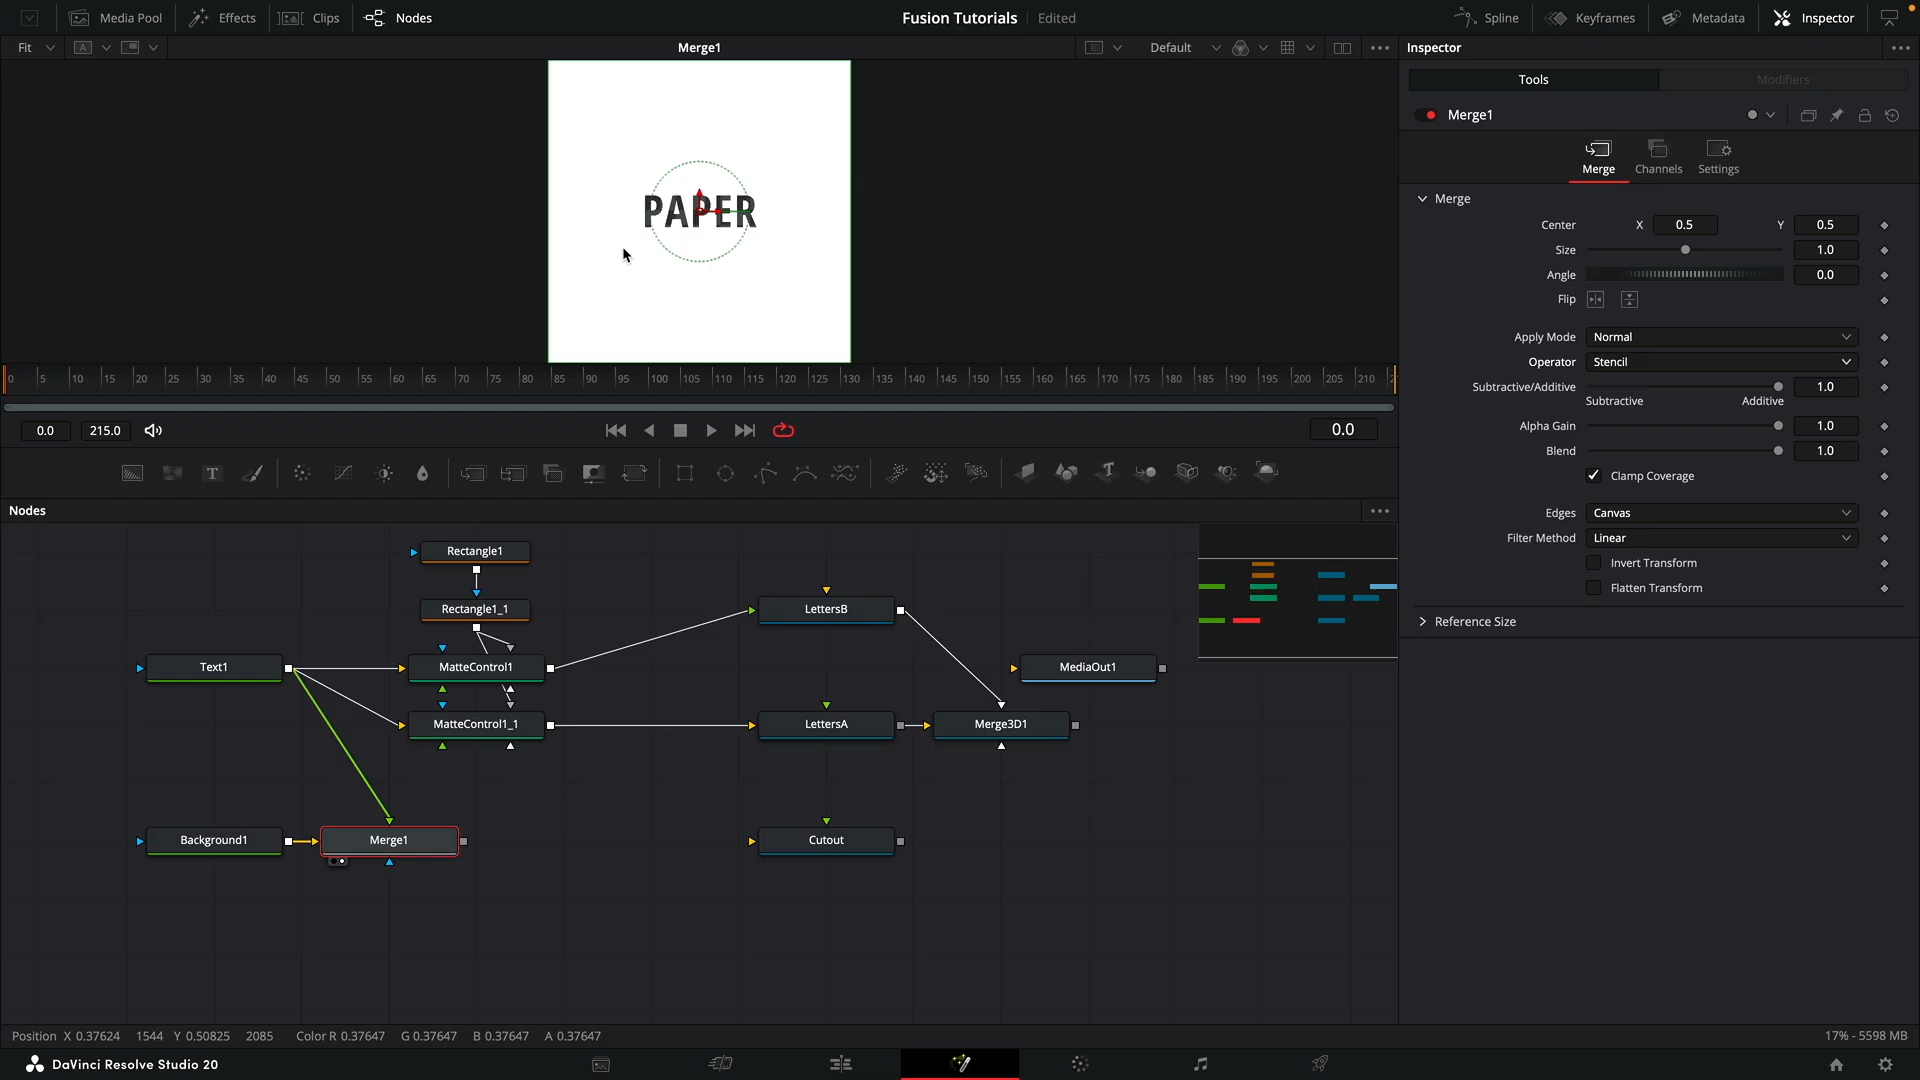 Media Pool
Effects
Clips
Nodes
Fusion Tutorials
Edited
Spline
Keyframes
Metadata
Inspector
Fit
A
Merge1
Default
Inspector
Tools
Modifiers
Merge1
Merge
Channels
Settings
Merge
Center X 0.5 Y 0.5
Size 1.0
Angle 0.0
Flip
Apply Mode Normal
Operator Stencil
Subtractive/Additive 1.0
Subtractive Additive
Alpha Gain 1.0
Blend 1.0
Clamp Coverage
Edges Canvas
Filter Method Linear
Invert Transform
Flatten Transform
Reference Size
PAPER
0 5 10 15 20 25 30 35 40 45 50 55 60 65 70 75 80 85 90 95 100 105 110 115 120 125 130 135 140 145 150 155 160 165 170 175 180 185 190 195 200 205 210 2
0.0 215.0 0.0
T
Nodes
Rectangle1
Rectangle1_1
LettersB
Text1
MatteControl1
MediaOut1
MatteControl1_1
LettersA
Merge3D1
Background1
Merge1
Cutout
Position X 0.37624 1544 Y 0.50825 2085 Color R 0.37647 G 0.37647 B 0.37647 A 0.37647
17% - 5598 MB
DaVinci Resolve Studio 20